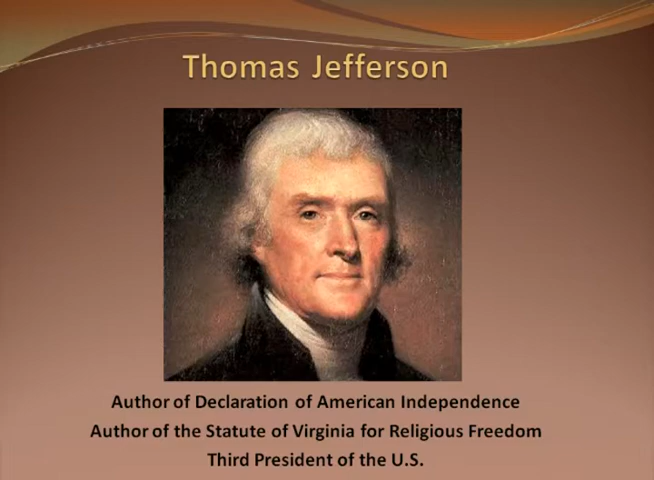 Thomas Jefferson
Author of Declaration of American Independence
Author of the Statute of Virginia for Religious Freedom
Third President of the U.S.